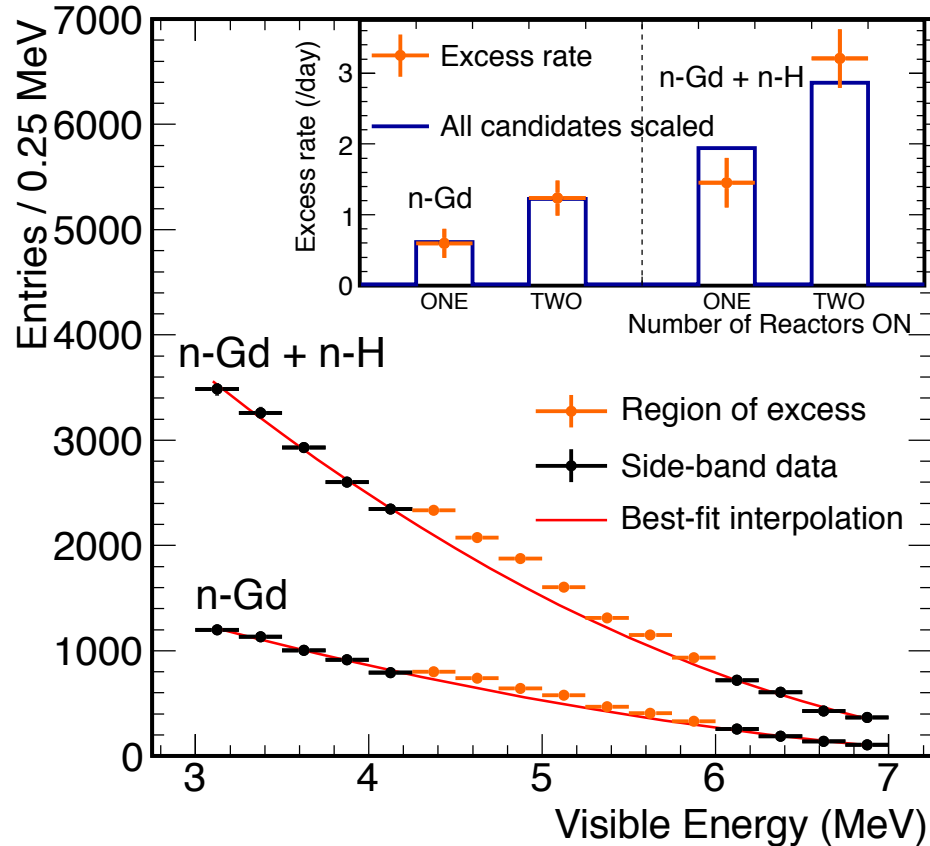 Entries / 0.25 MeV
7000
6000
5000
4000
3000
2000
1000
0
3
4
5
6
7
Visible Energy (MeV)
Excess rate (/day)
3
2
1
0
Excess rate
All candidates scaled
n-Gd
n-Gd + n-H
ONE
TWO
ONE
TWO
Number of Reactors ON
n-Gd + n-H
n-Gd
Region of excess
Side-band data
Best-fit interpolation